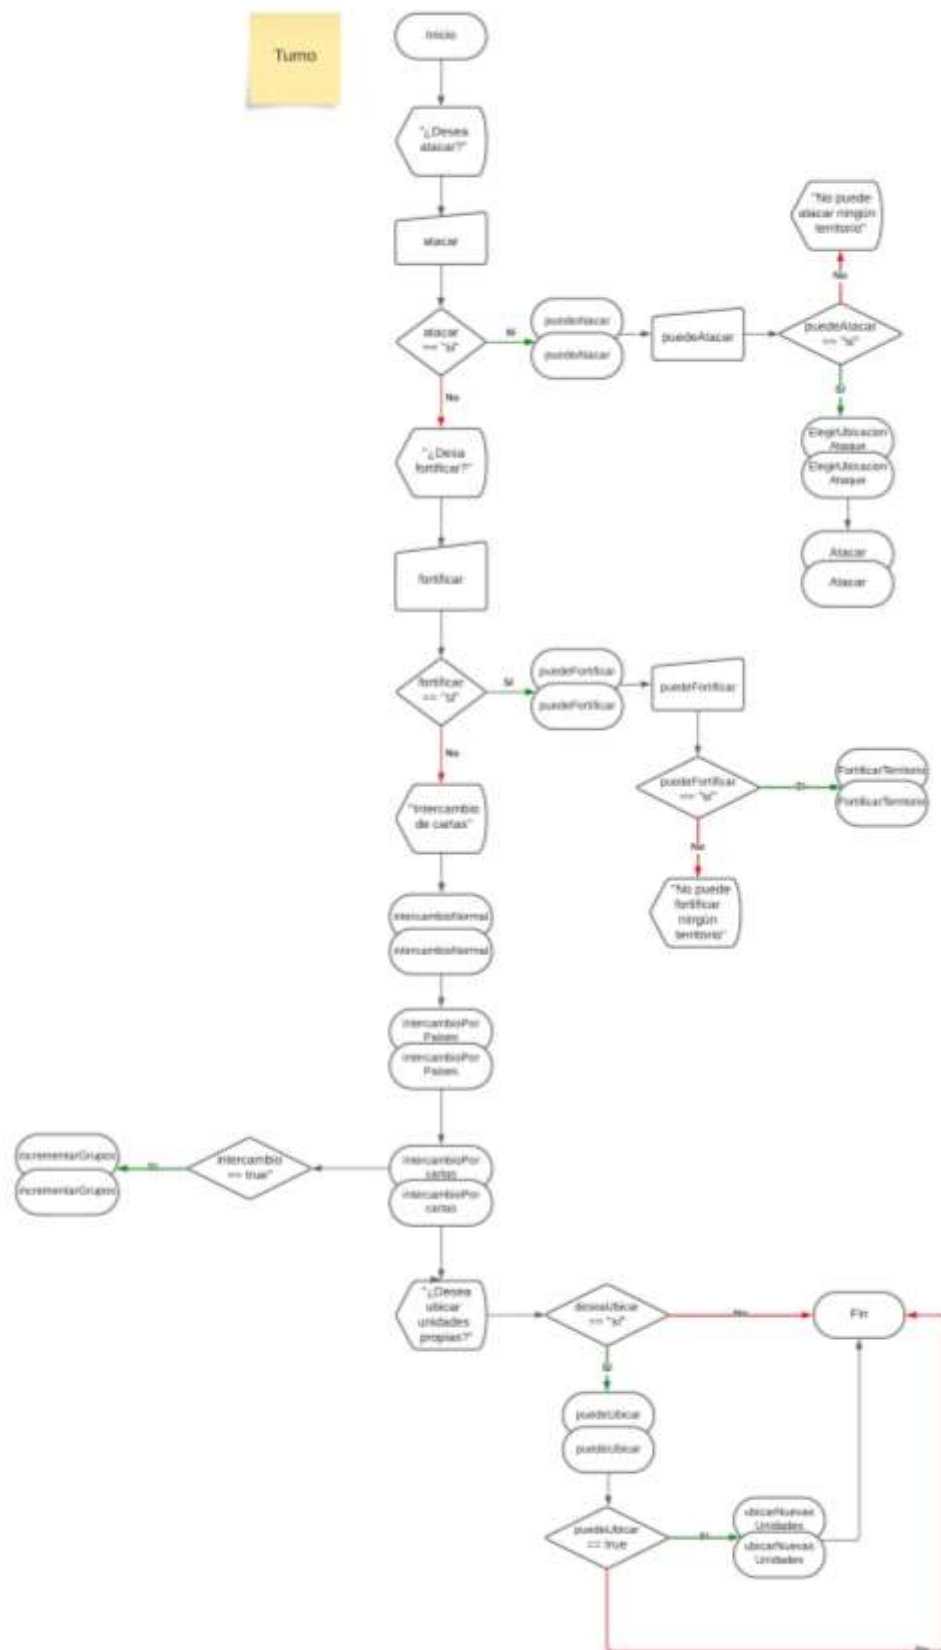 Turno
Inicio
"¿Desea
atacar?"
atacar
atacar
== "si"
Si
puedeAtacar
puedeAtacar
puedeAtacar
puedeAtacar
== "si"
No
"No puede
atacar ningún
territorio"
Si
ElegirUbicacion
Ataque
ElegirUbicacion
Ataque
Atacar
Atacar
No
"¿Desa
fortificar?"
fortificar
fortificar
== "si"
Si
puedeFortificar
puedeFortificar
puedeFortificar
puedeFortificar
== "si"
Si
FortificarTerritorio
FortificarTerritorio
No
"No puede
fortificar
ningún
territorio"
No
"Intercambio
de cartas"
intercambioNormal
intercambioNormal
intercambioPor
Paises
intercambioPor
Paises
intercambioPor
cartas
intercambioPor
cartas
intercambio
== true"
Si
incrementarGrupos
incrementarGrupos
"¿Desea
ubicar
unidades
propias?"
deseaUbicar
== "si"
No
Fin
Si
puedeUbicar
puedeUbicar
puedeUbicar
== true
Si
ubicarNuevas
Unidades
ubicarNuevas
Unidades
No